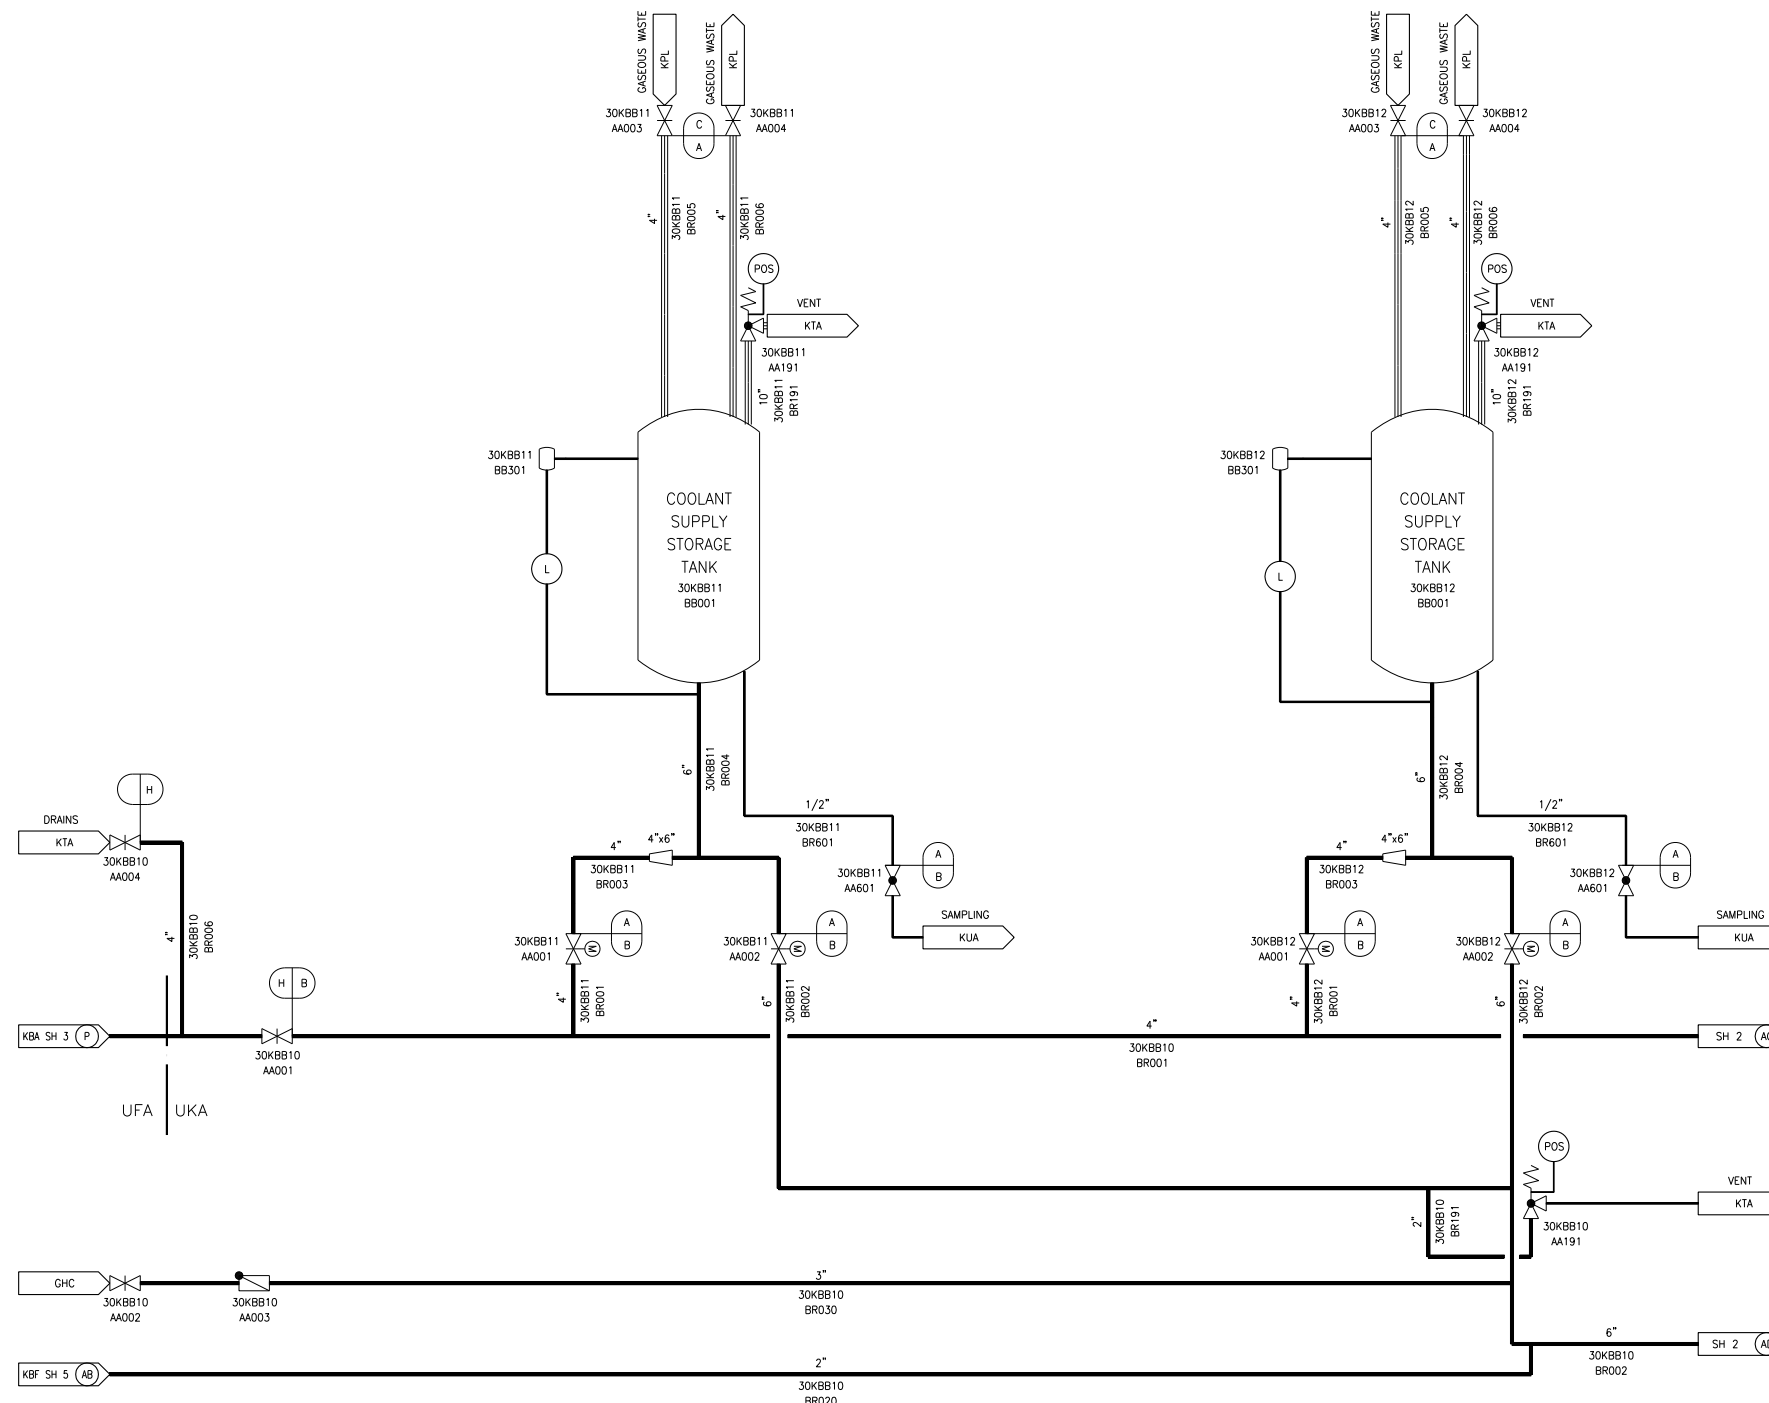 GASEOUS WASTE
KPL
GASEOUS WASTE
KPL
30KBB11
AA003
C
A
30KBB11
AA004
4"
30KBB11
BR005
4"
30KBB11
BR006
POS
VENT
KTA
30KBB11
AA191
10"
30KBB11
BR191
30KBB11
BB301
L
COOLANT
SUPPLY
STORAGE
TANK
30KBB11
BB001
6"
30KBB11
BR004
1/2"
30KBB11
BR601
4"
4"x6"
30KBB11
BR003
30KBB11
AA601
A
B
SAMPLING
KUA
30KBB11
AA001
M
A
B
30KBB11
AA002
M
A
B
4"
30KBB11
BR001
6"
30KBB11
BR002
GASEOUS WASTE
KPL
GASEOUS WASTE
KPL
30KBB12
AA003
C
A
30KBB12
AA004
4"
30KBB12
BR005
4"
30KBB12
BR006
POS
VENT
KTA
30KBB12
AA191
10"
30KBB12
BR191
30KBB12
BB301
L
COOLANT
SUPPLY
STORAGE
TANK
30KBB12
BB001
6"
30KBB12
BR004
1/2"
30KBB12
BR601
4"
4"x6"
30KBB12
BR003
30KBB12
AA601
A
B
SAMPLING
KUA
30KBB12
AA001
M
A
B
30KBB12
AA002
M
A
B
4"
30KBB12
BR001
6"
30KBB12
BR002
H
DRAINS
KTA
30KBB10
AA004
4"
30KBB10
BR006
H B
KBA SH 3 P
30KBB10
AA001
4"
30KBB10
BR001
SH 2
UFA UKA
POS
VENT
KTA
2"
30KBB10
BR191
30KBB10
AA191
GHC
30KBB10
AA002
30KBB10
AA003
3"
30KBB10
BR030
6"
30KBB10
BR002
SH 2
KBF SH 5 AB
2"
30KBB10
BR020